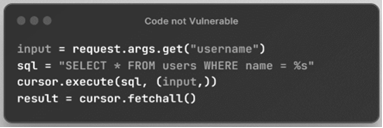 Code not Vulnerable
input = request.args.get("username")
sql = "SELECT * FROM users WHERE name = %s"
cursor.execute(sql, (input,))
result = cursor.fetchall()